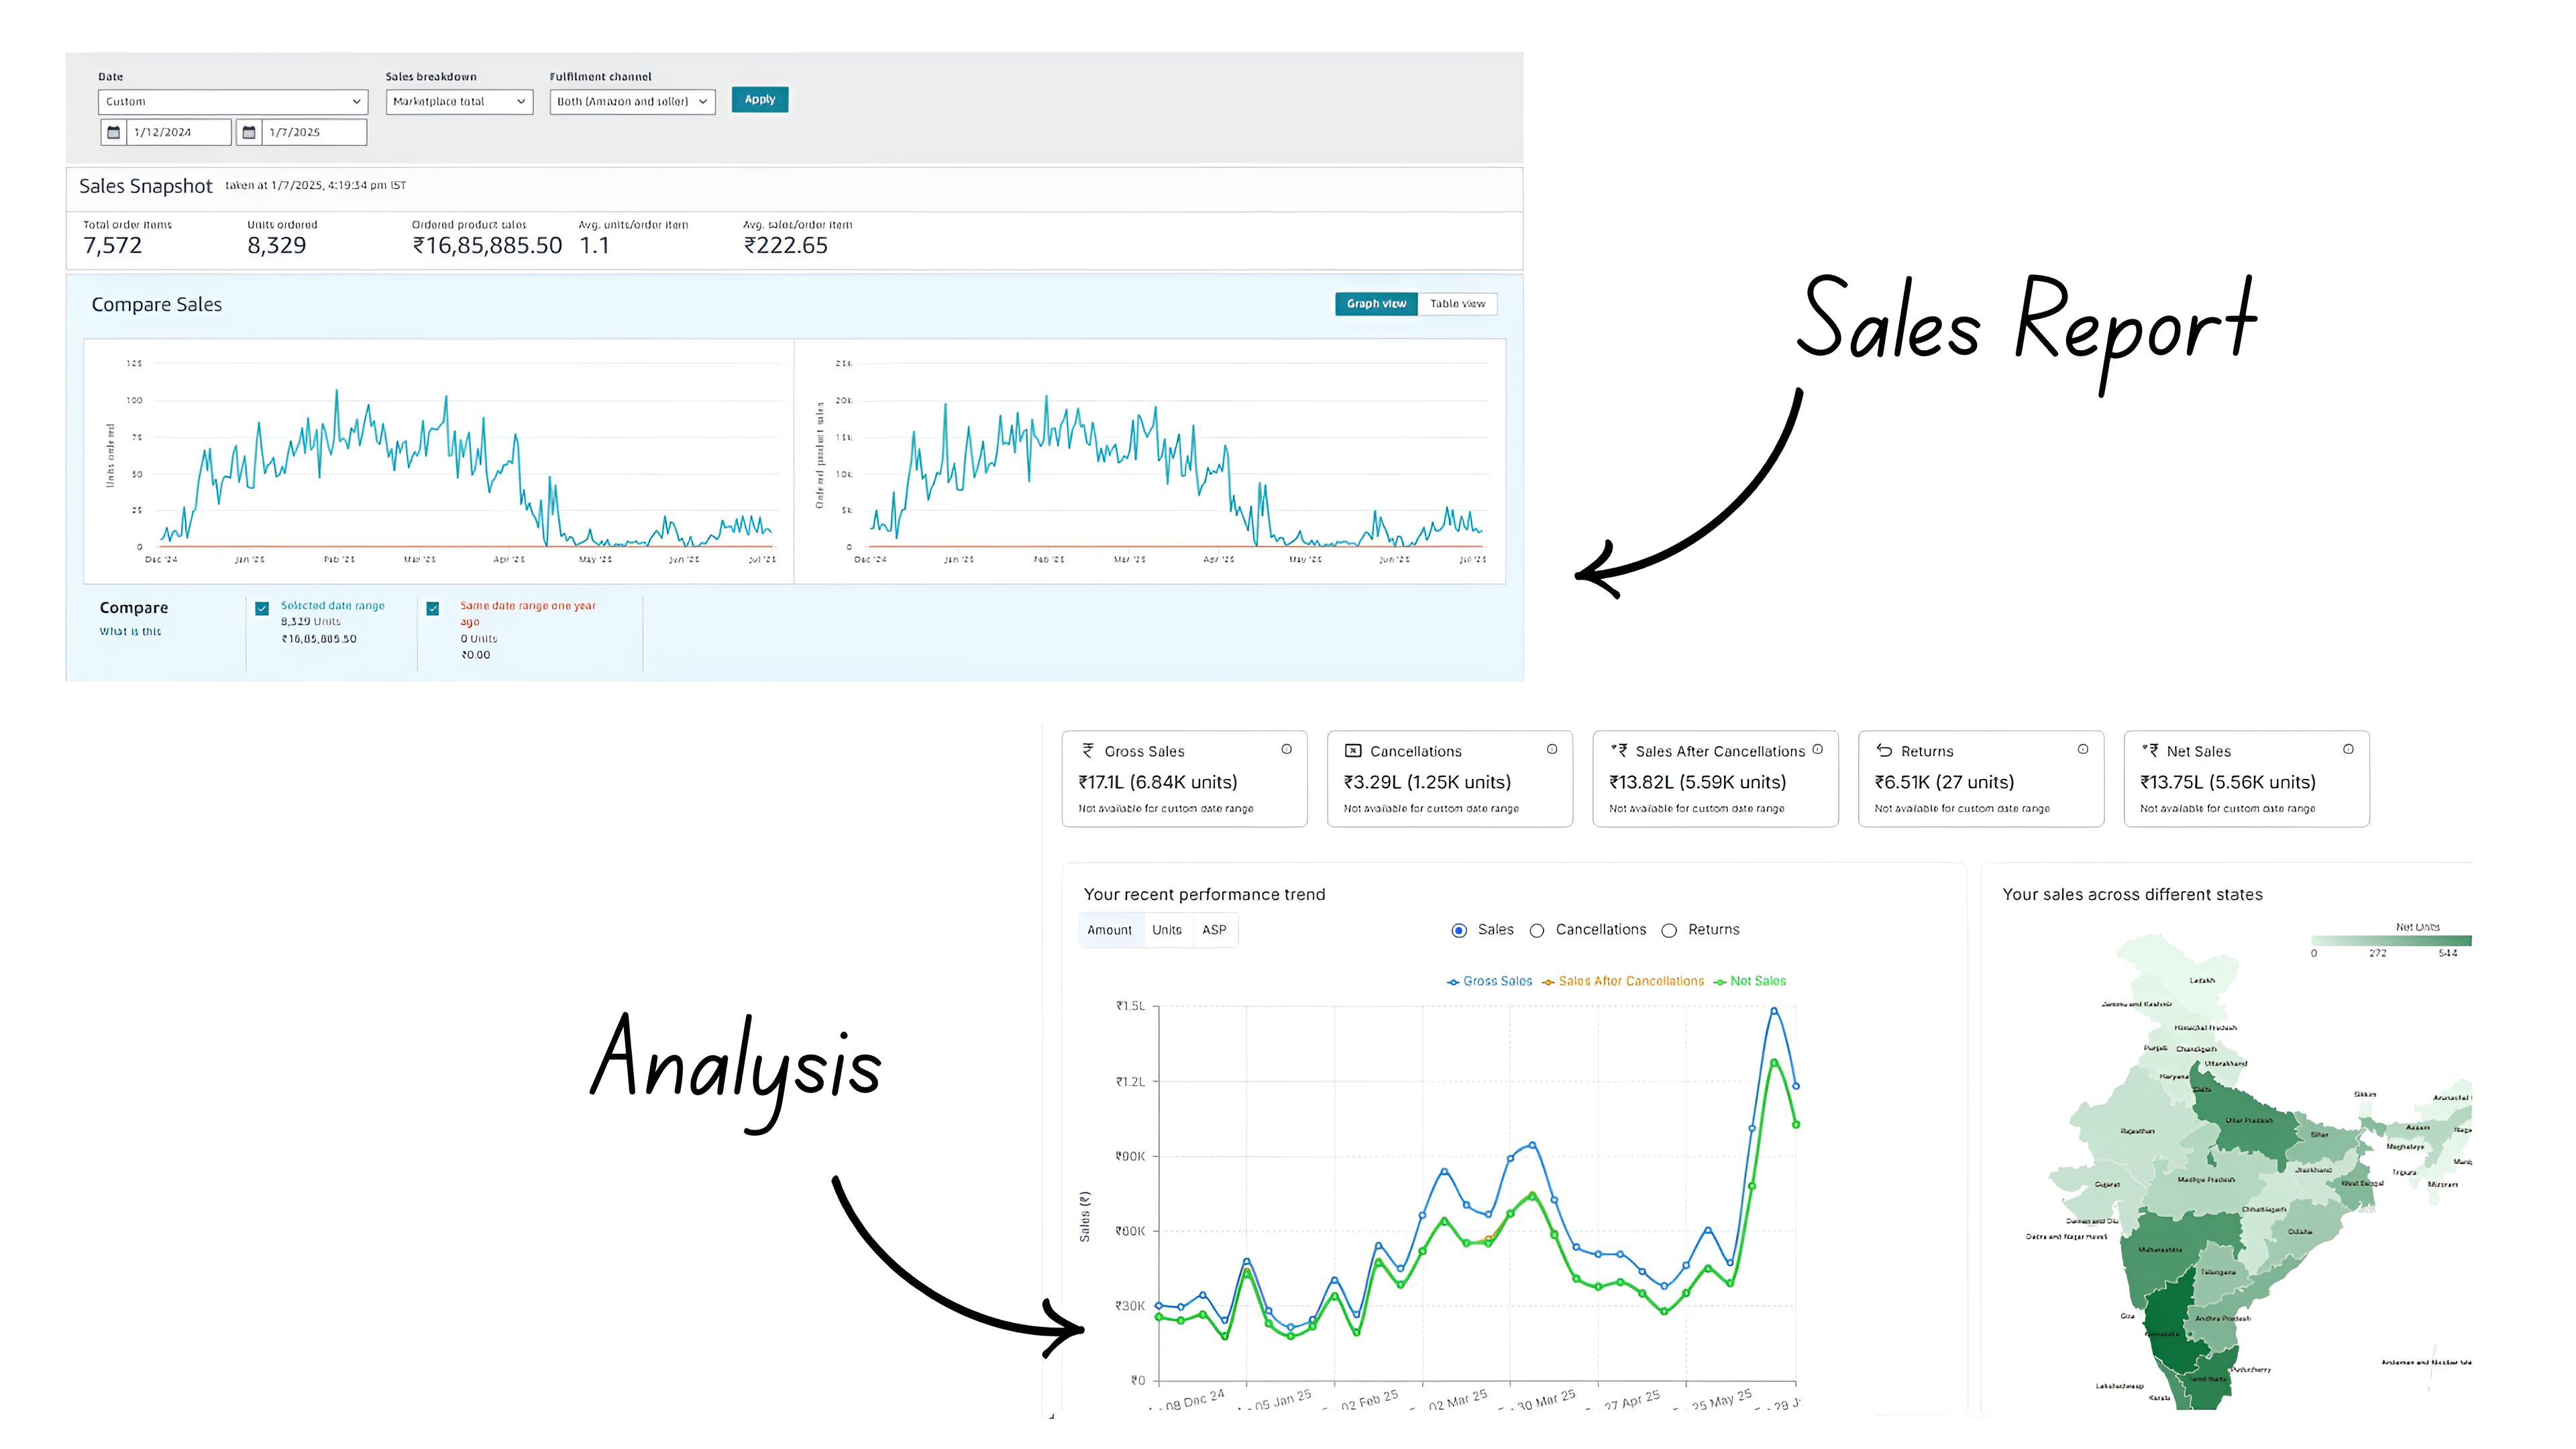 Date
Sales breakdown
Fulfilment channel
Custom
Marketplace total
Both (Amazon and seller)
Apply
1/12/2024
1/7/2025
Sales Snapshot taken at 1/7/2025, 4:19:34 pm IST
Total order items
Units ordered
Ordered product sales
Avg. units/order item
Avg. sales/order item
7,572
8,329
₹16,85,885.50
1.1
₹222.65
Compare Sales
Graph view
Table view
Units ordered
125
100
75
50
25
0
Dec '24
Jan '25
Feb '25
Mar '25
Apr '25
May '25
Jun '25
Jul '25
Ordered product sales
25k
20k
15k
10k
5k
0
Dec '24
Jan '25
Feb '25
Mar '25
Apr '25
May '25
Jun '25
Jul '25
Compare
What is this
Selected date range
8,329 Units
₹16,85,885.50
Same date range one year
ago
0 Units
₹0.00
Sales Report
Analysis
Gross Sales
₹17.1L (6.84K units)
Not available for custom date range
Cancellations
₹3.29L (1.25K units)
Not available for custom date range
Sales After Cancellations
₹13.82L (5.59K units)
Not available for custom date range
Returns
₹6.51K (27 units)
Not available for custom date range
Net Sales
₹13.75L (5.56K units)
Not available for custom date range
Your recent performance trend
Amount
Units
ASP
Sales
Cancellations
Returns
Gross Sales
Sales After Cancellations
Net Sales
Sales (₹)
₹1.5L
₹1.2L
₹90K
₹60K
₹30K
₹0
08 Dec 24
05 Jan 25
02 Feb 25
02 Mar 25
30 Mar 25
27 Apr 25
25 May 25
29 J
Your sales across different states
Net Units
0
272
544
Ladakh
Jammu and Kashmir
Himachal Pradesh
Punjab
Chandigarh
Uttarakhand
Haryana
Delhi
Sikkim
Arunachal
Uttar Pradesh
Rajasthan
Bihar
Assam
Naga
Meghalaya
Jharkhand
Tripura
Mizoram
Gujarat
Madhya Pradesh
West Bengal
Chhattisgarh
Daman and Diu
Odisha
Dadra and Nagar Haveli
Maharashtra
Telangana
Goa
Andhra Pradesh
Karnataka
Puducherry
Andaman and Nicobar
Tamil Nadu
Lakshadweep
Kerala